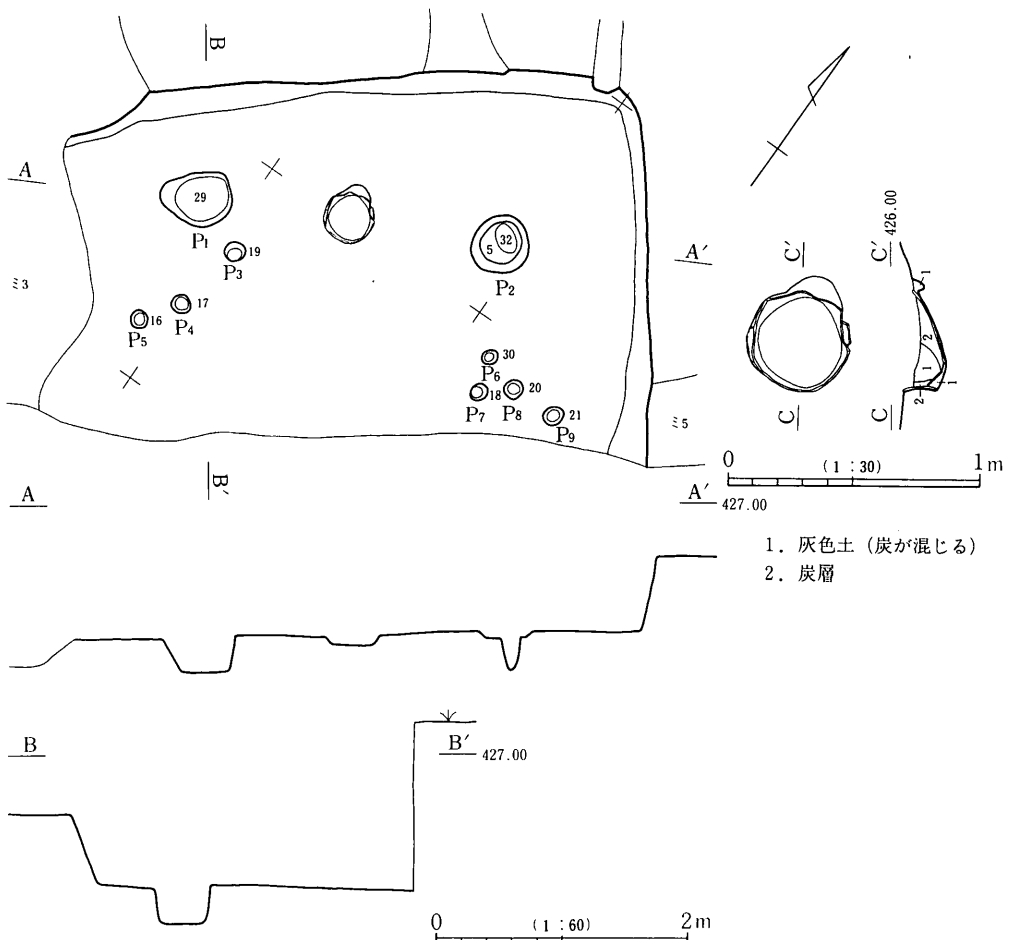 B
A
29
P1
19
P3
5
32
P2
A′
C′
C′
426.00
1
ミ3
17
P4
16
P5
2
1
1
2
30
P6
18
P7
20
P8
21
P9
ミ5
C
C
0
(1:30)
1m
B′
A
A′
427.00
1. 灰色土(炭が混じる)
2. 炭層
B
B′
427.00
0
(1:60)
2m